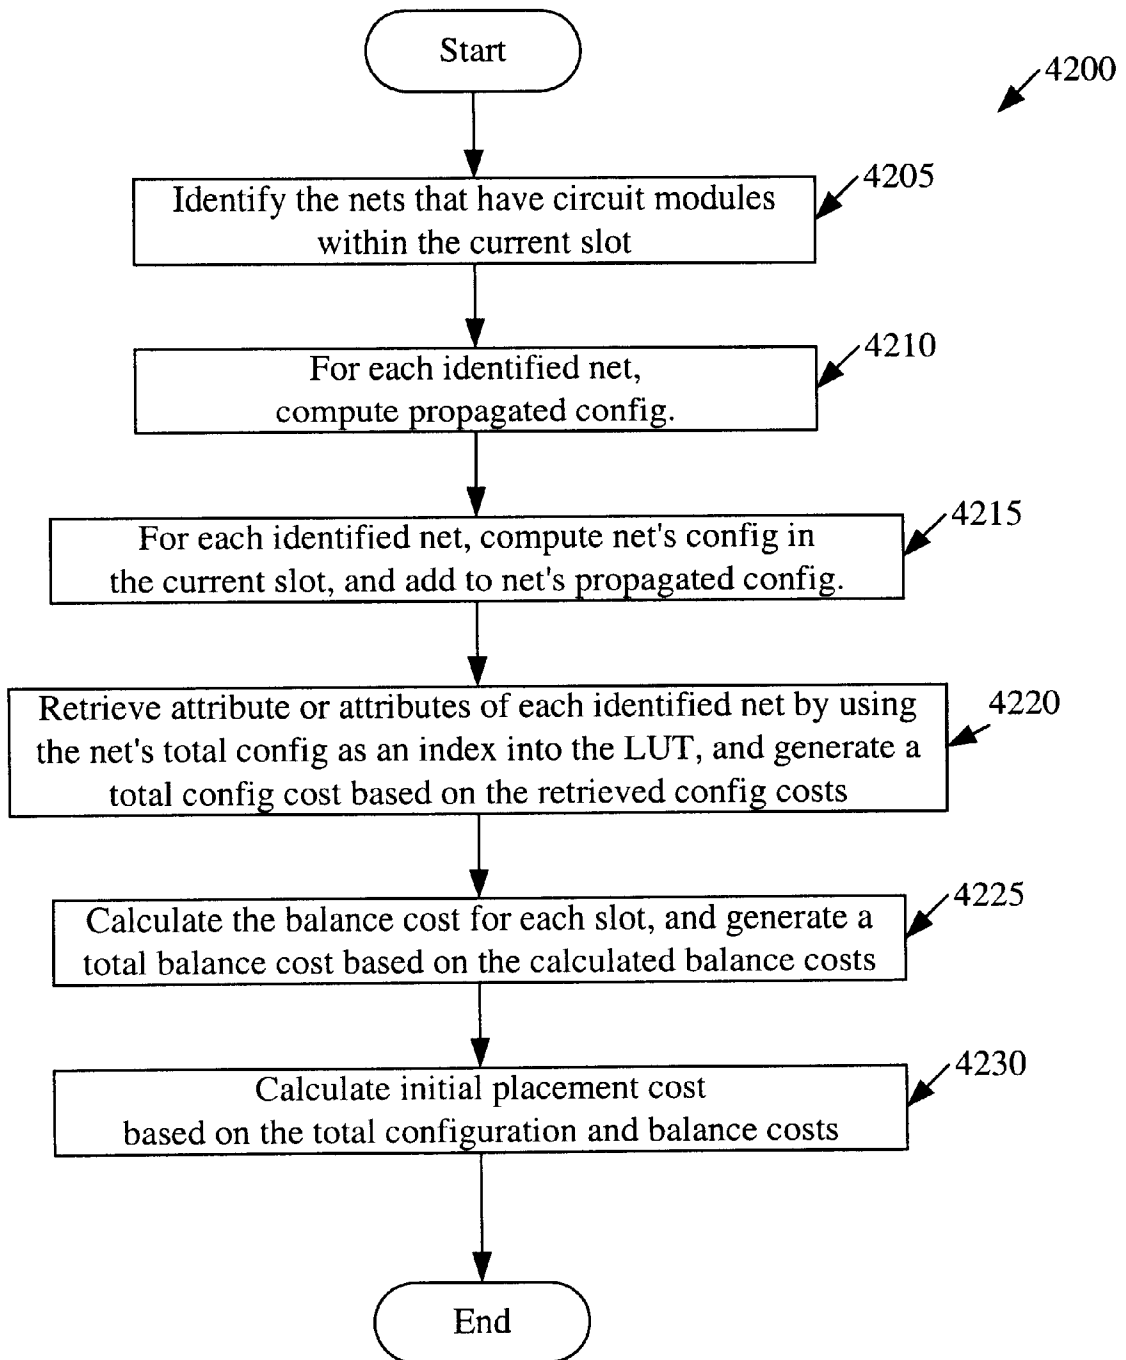 Start
4200
4205
Identify the nets that have circuit modules
within the current slot
4210
For each identified net,
compute propagated config.
4215
For each identified net, compute net's config in
the current slot, and add to net's propagated config.
4220
Retrieve attribute or attributes of each identified net by using
the net's total config as an index into the LUT, and generate a
total config cost based on the retrieved config costs
4225
Calculate the balance cost for each slot, and generate a
total balance cost based on the calculated balance costs
4230
Calculate initial placement cost
based on the total configuration and balance costs
End